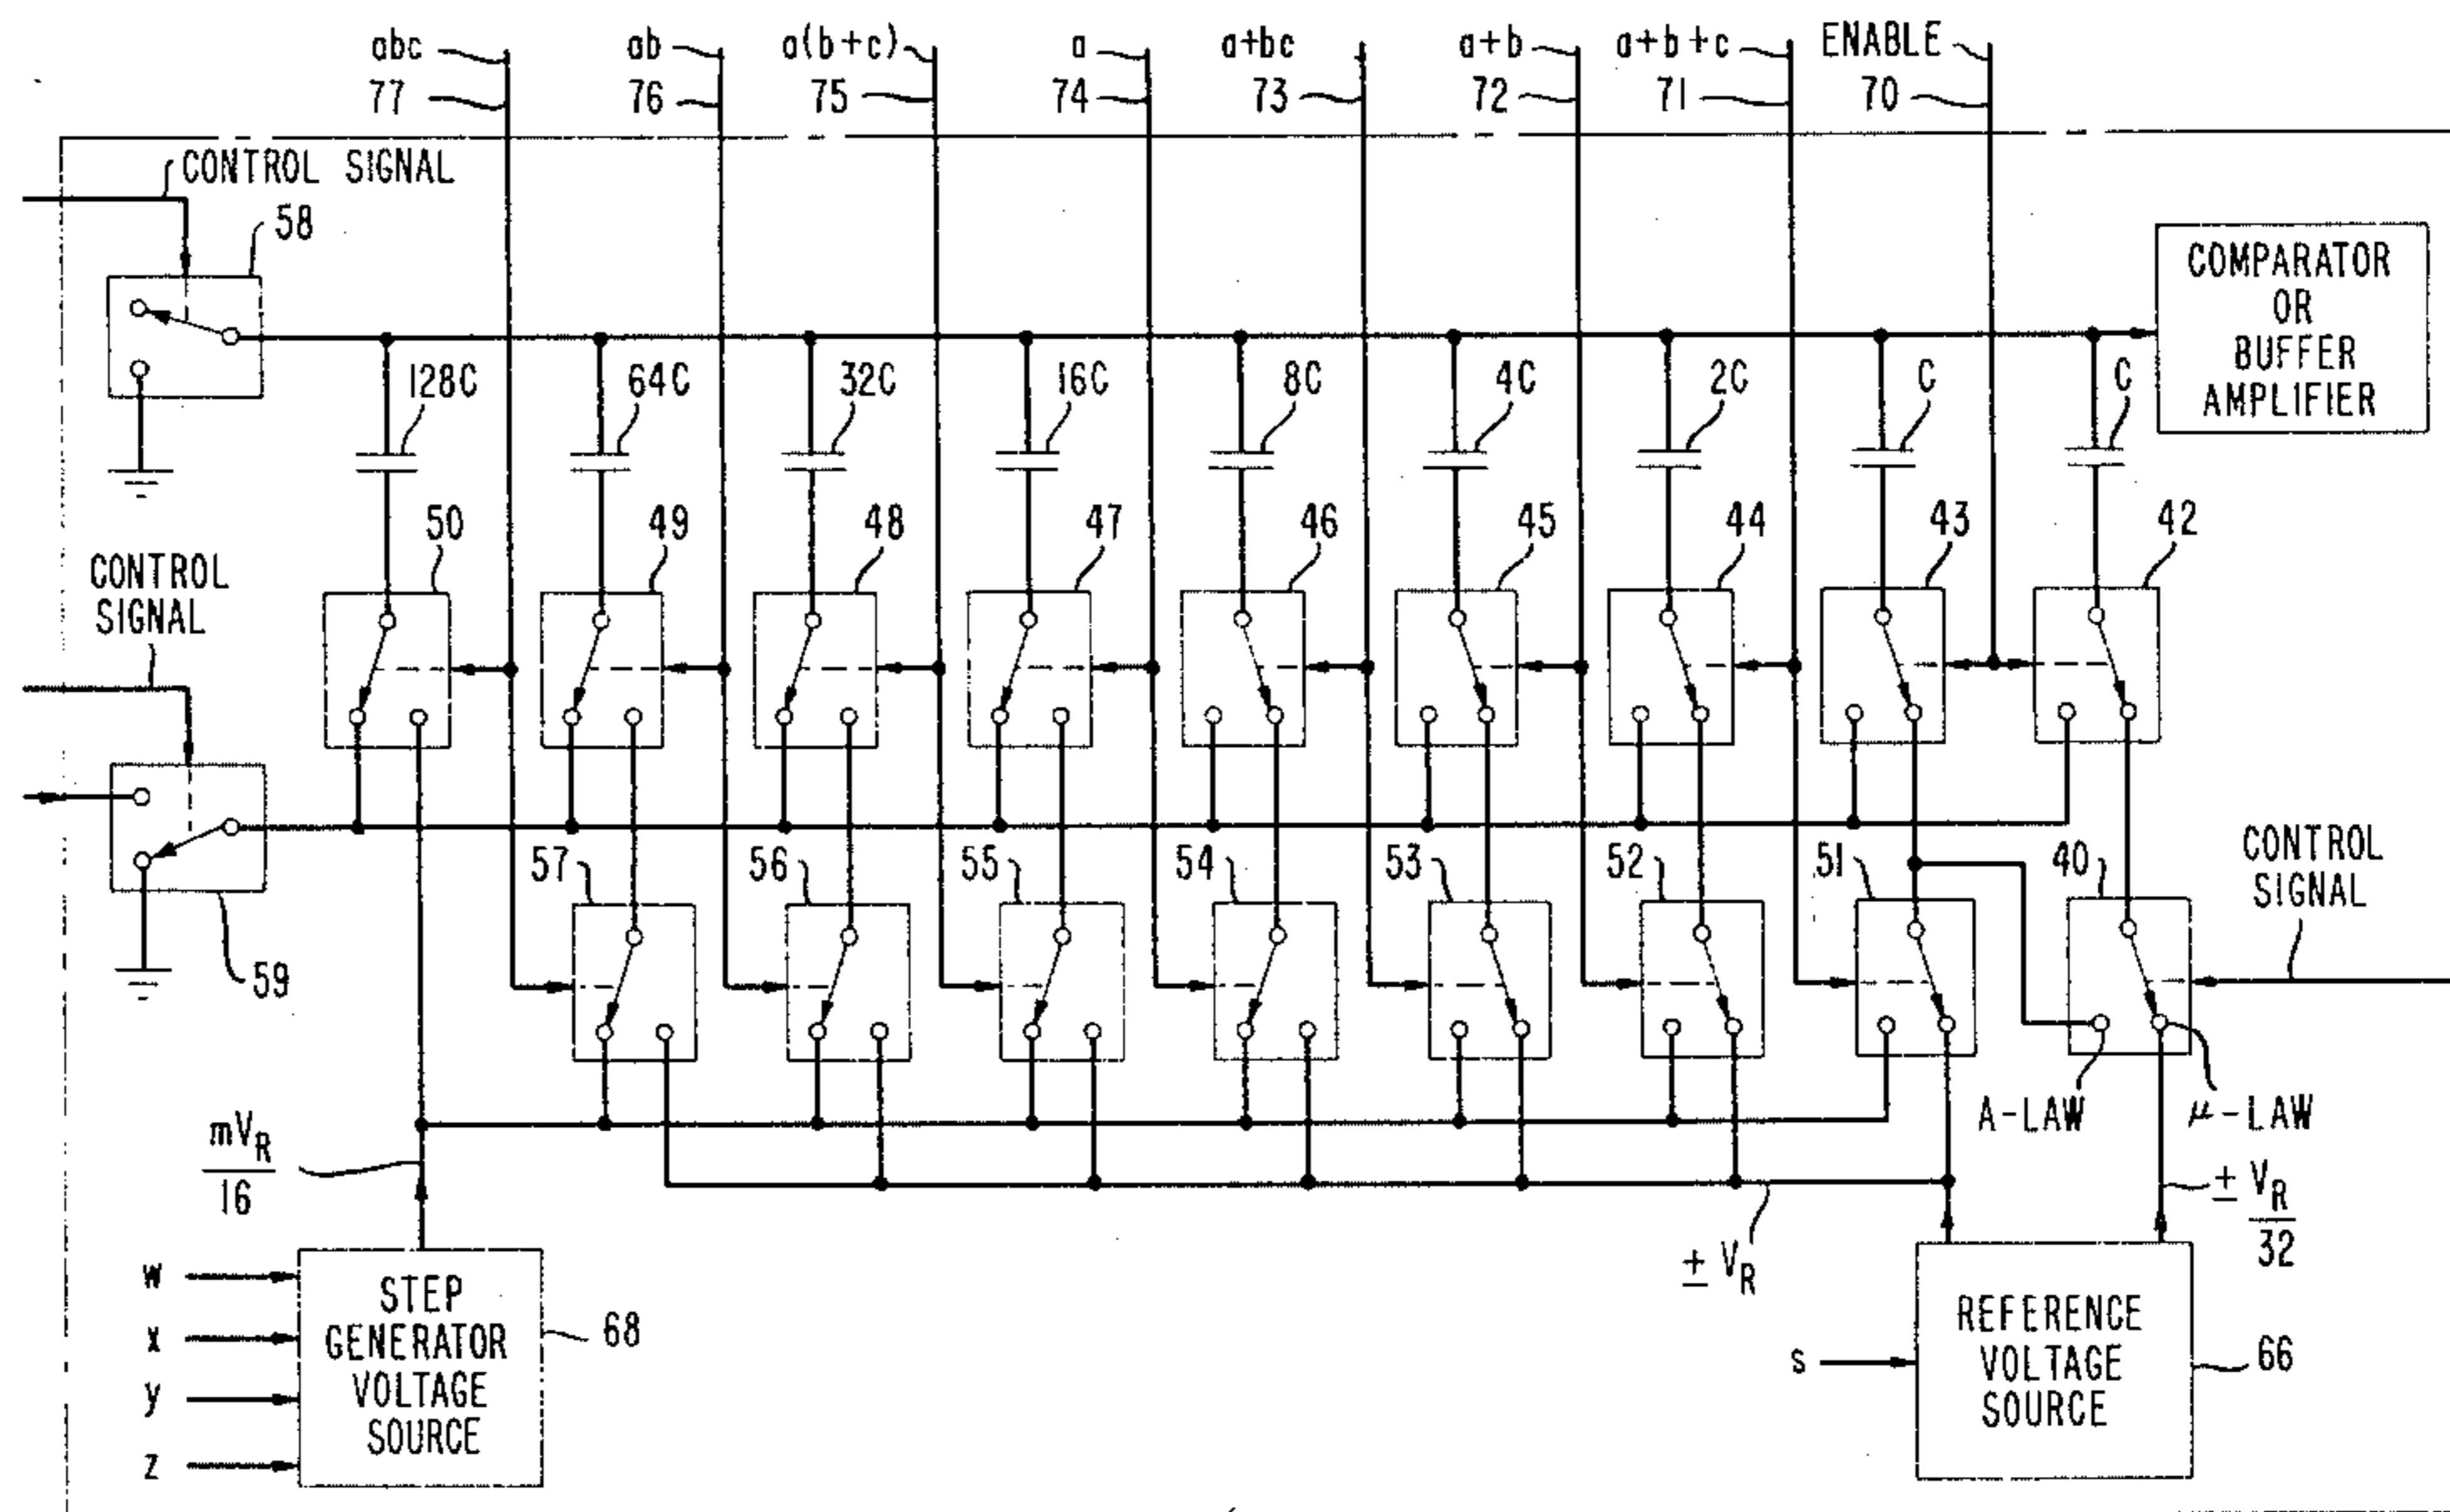 abc ab a(b+c) a a+bc a+b a+b+c ENABLE
77 76 75 74 73 72 71 70
CONTROL SIGNAL
58
COMPARATOR
OR
BUFFER
AMPLIFIER
128C 64C 32C 16C 8C 4C 2C C C
50 49 48 47 46 45 44 43 42
CONTROL
SIGNAL
59
57 56 55 54 53 52 51 40
CONTROL
SIGNAL
A-LAW μ-LAW
mVR
16
± VR
± VR
32
W
X
y
Z
STEP
GENERATOR
VOLTAGE
SOURCE
68
S
REFERENCE
VOLTAGE
SOURCE
66